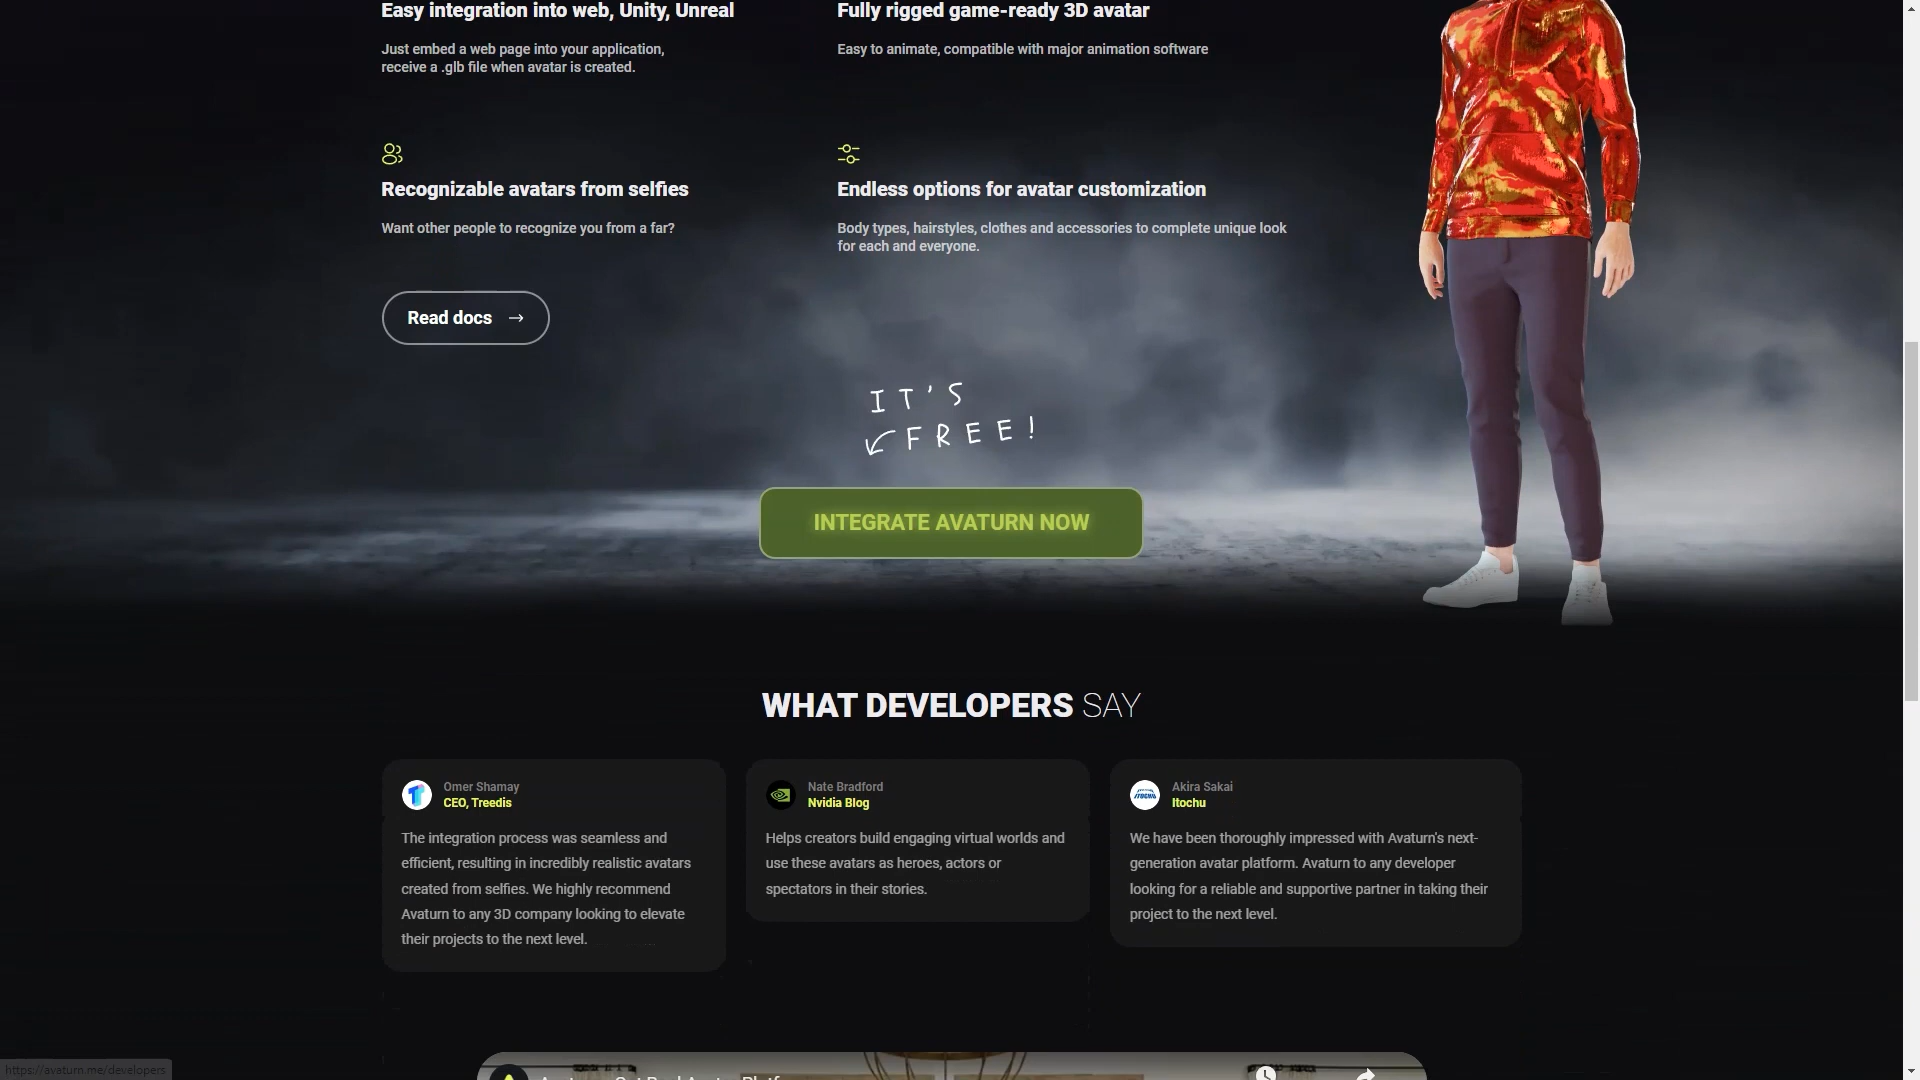 Easy integration into web, Unity, Unreal
Just embed a web page into your application,
receive a .glb file when avatar is created.
Fully rigged game-ready 3D avatar
Easy to animate, compatible with major animation software
Recognizable avatars from selfies
Want other people to recognize you from a far?
Endless options for avatar customization
Body types, hairstyles, clothes and accessories to complete unique look
for each and everyone.
Read docs →
IT'S
FREE!
INTEGRATE AVATURN NOW
WHAT DEVELOPERS SAY
Omer Shamay
CEO, Treedis
The integration process was seamless and
efficient, resulting in incredibly realistic avatars
created from selfies. We highly recommend
Avaturn to any 3D company looking to elevate
their projects to the next level.
Nate Bradford
Nvidia Blog
Helps creators build engaging virtual worlds and
use these avatars as heroes, actors or
spectators in their stories.
ITOCHU
Akira Sakai
Itochu
We have been thoroughly impressed with Avaturn's next-
generation avatar platform. Avaturn to any developer
looking for a reliable and supportive partner in taking their
project to the next level.
https://avaturn.me/developers